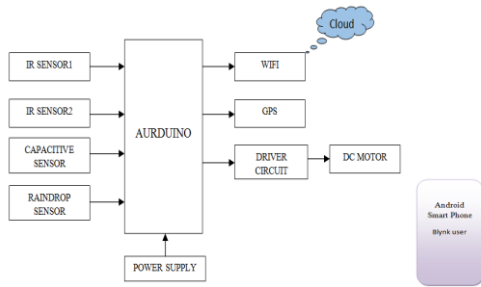 Cloud
IR SENSOR1
WIFI
IR SENSOR2
GPS
AURDUINO
CAPACITIVE
SENSOR
DRIVER
CIRCUIT
DC MOTOR
RAINDROP
SENSOR
Android
Smart Phone
Blynk user
POWER SUPPLY